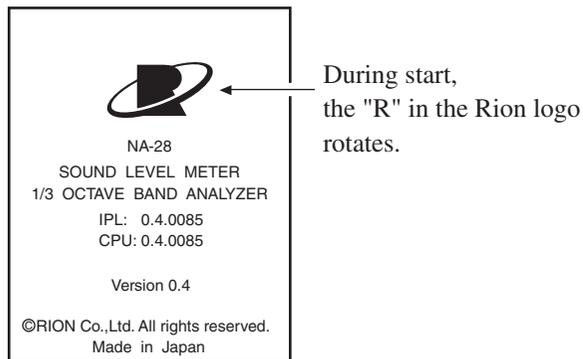 During start,
the "R" in the Rion logo
rotates.
R
NA-28
SOUND LEVEL METER
1/3 OCTAVE BAND ANALYZER
IPL: 0.4.0085
CPU: 0.4.0085
Version 0.4
©RION Co.,Ltd. All rights reserved.
Made in Japan